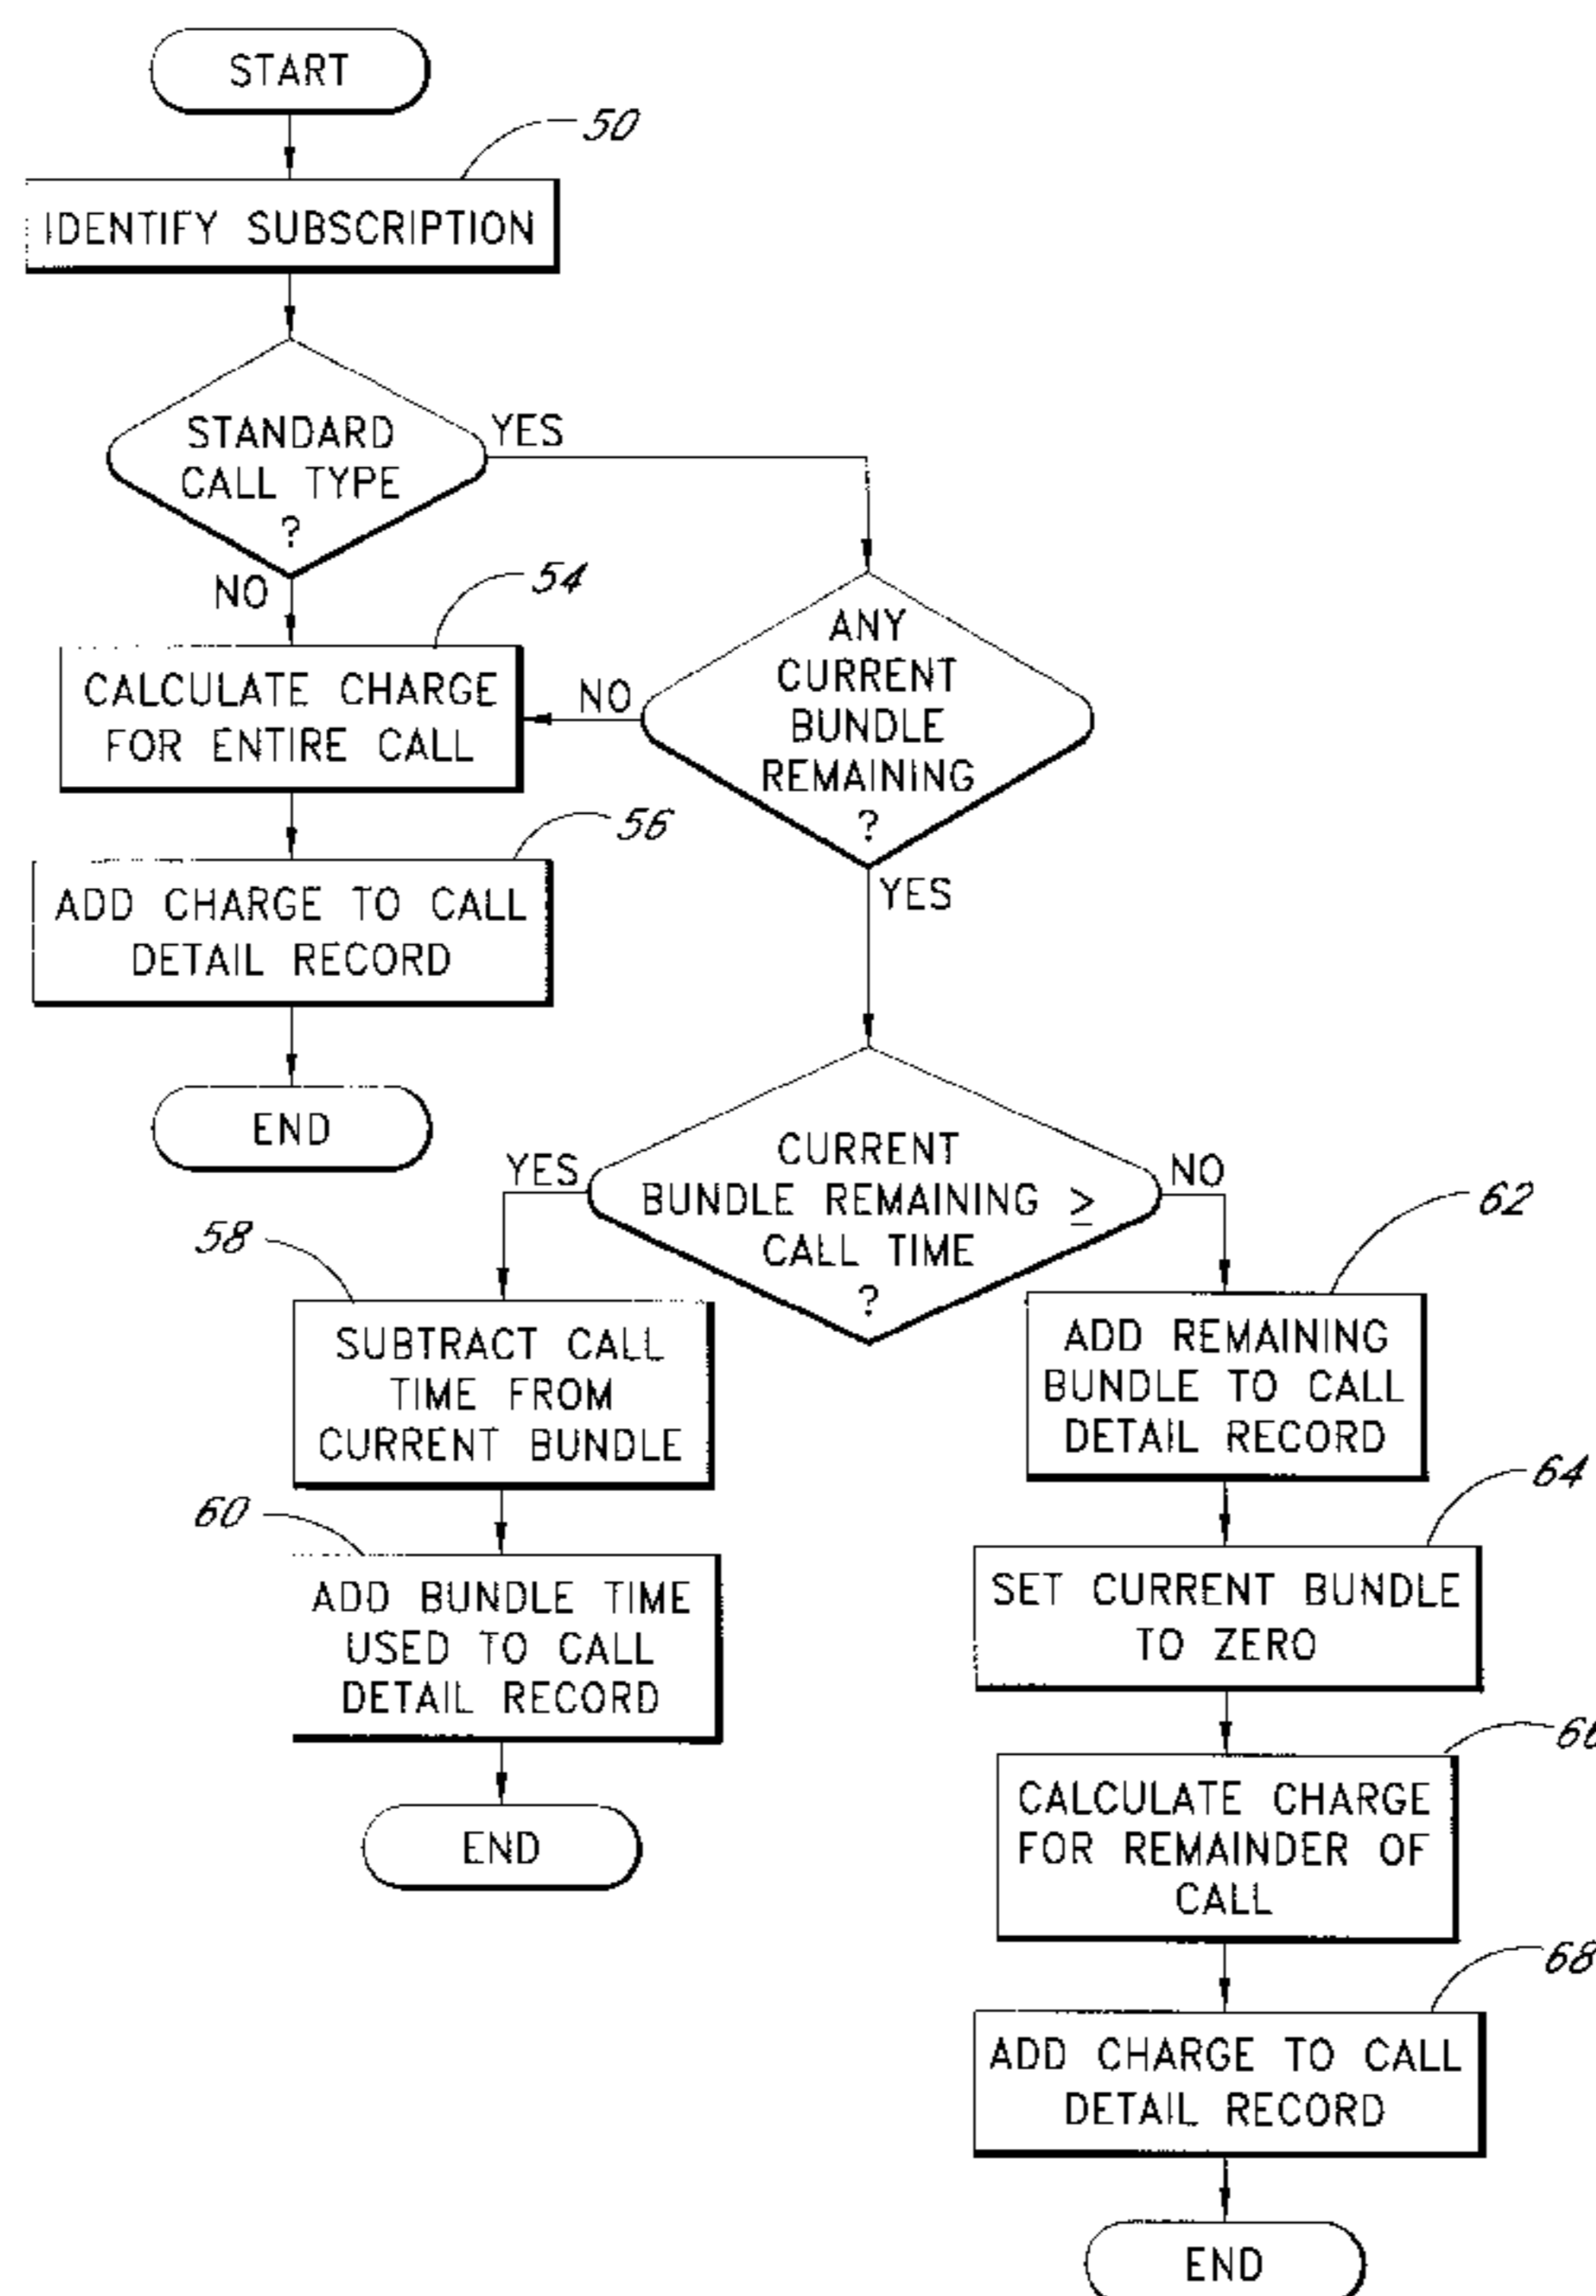 START
50
IDENTIFY SUBSCRIPTION
STANDARD
CALL TYPE
?
YES
NO
54
CALCULATE CHARGE
FOR ENTIRE CALL
NO
ANY
CURRENT
BUNDLE
REMAINING
?
YES
56
ADD CHARGE TO CALL
DETAIL RECORD
END
CURRENT
BUNDLE REMAINING ≥
CALL TIME
?
YES
NO
58
SUBTRACT CALL
TIME FROM
CURRENT BUNDLE
60
ADD BUNDLE TIME
USED TO CALL
DETAIL RECORD
END
62
ADD REMAINING
BUNDLE TO CALL
DETAIL RECORD
64
SET CURRENT BUNDLE
TO ZERO
CALCULATE CHARGE
FOR REMAINDER OF
CALL
68
ADD CHARGE TO CALL
DETAIL RECORD
END